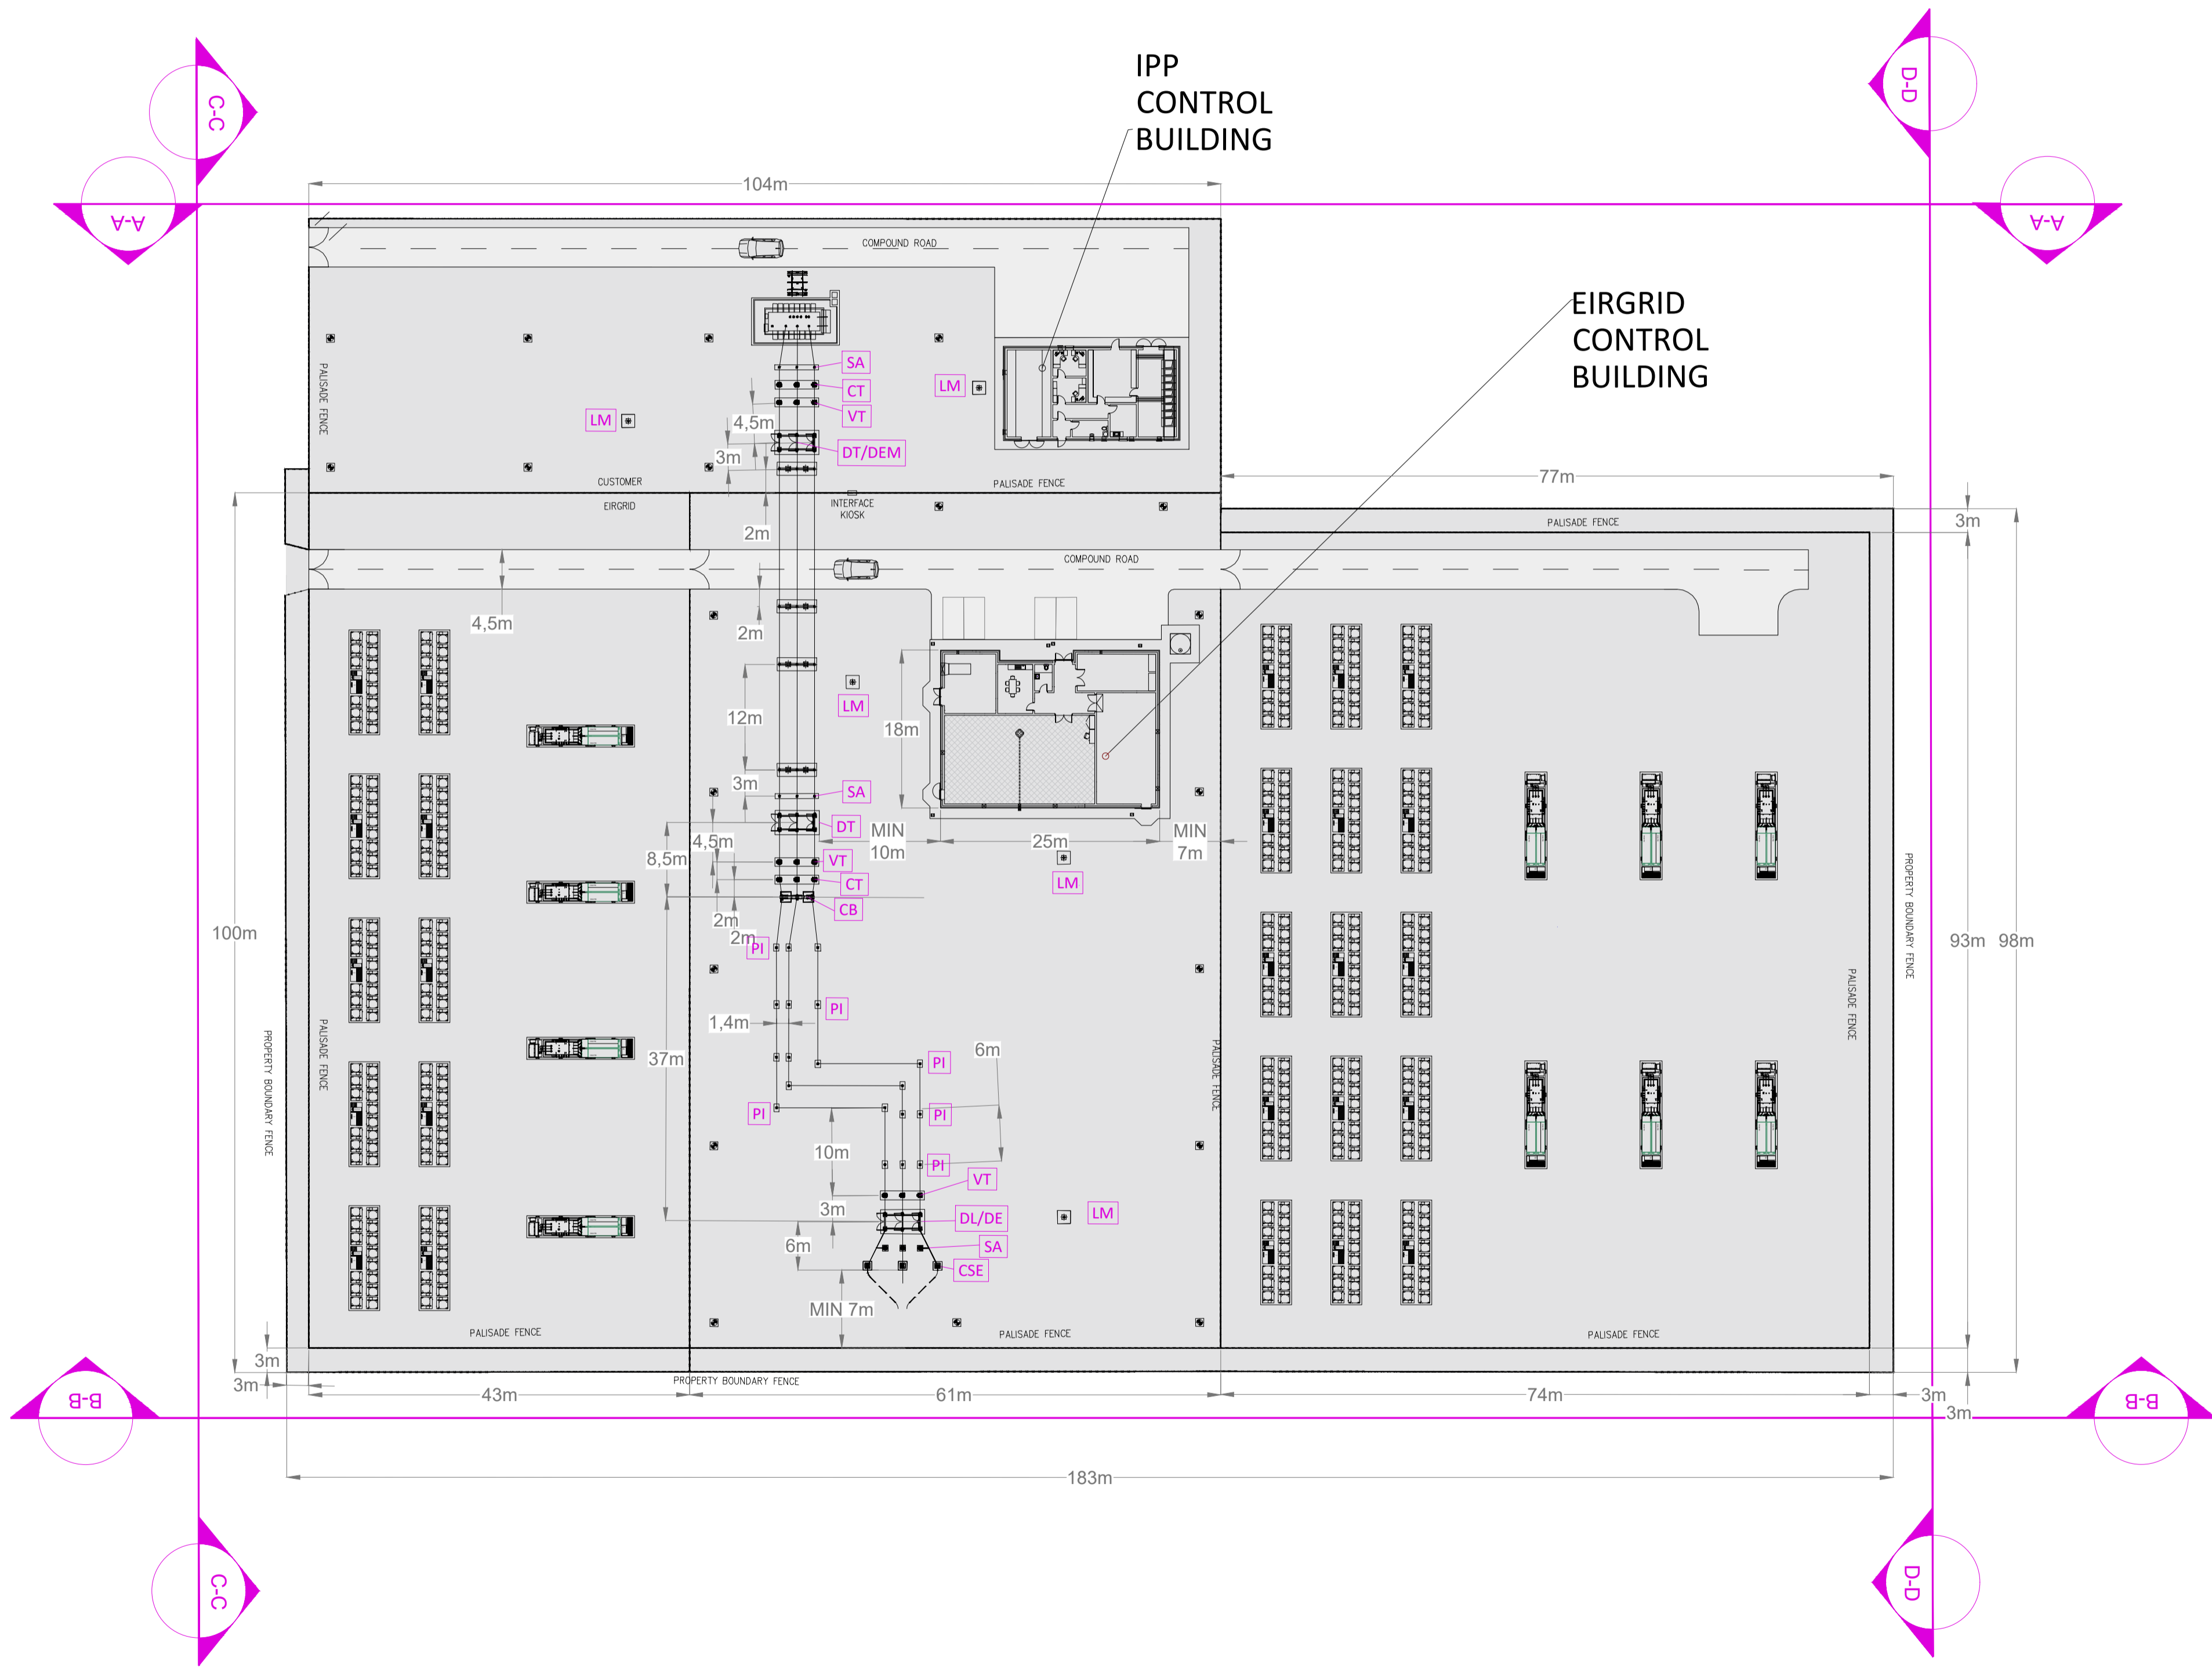 IPP
CONTROL
BUILDING
D-D
C-C
A-A
A-A
104m
COMPOUND ROAD
EIRGRID
CONTROL
BUILDING
PALISADE FENCE
SA
CT
VT
LM
LM
4,5m
DT/DEM
3m
CUSTOMER
PALISADE FENCE
77m
EIRGRID
INTERFACE
KIOSK
2m
PALISADE FENCE
3m
COMPOUND ROAD
4,5m
2m
LM
12m
18m
3m
SA
DT
MIN
10m
25m
MIN
7m
4,5m
8,5m
VT
CT
LM
CB
2m
2m
PI
100m
PROPERTY BOUNDARY FENCE
93m
98m
PALISADE FENCE
PI
1,4m
PALISADE FENCE
PROPERTY BOUNDARY FENCE
37m
PALISADE FENCE
6m
PI
PI
PI
10m
PI
VT
3m
DL/DE
LM
6m
SA
CSE
MIN 7m
PALISADE FENCE
PALISADE FENCE
PALISADE FENCE
3m
3m
PROPERTY BOUNDARY FENCE
43m
61m
74m
3m
3m
B-B
B-B
183m
C-C
D-D